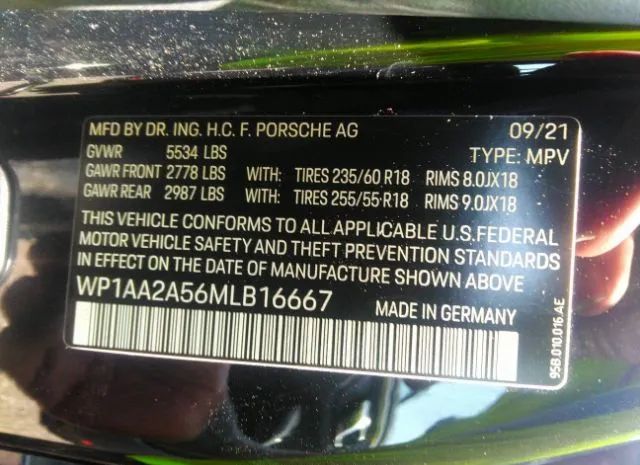 MFD BY DR. ING. H.C. F. PORSCHE AG 09/21
GVWR 5534 LBS TYPE: MPV
GAWR FRONT 2778 LBS WITH: TIRES 235/60 R18 RIMS 8.0JX18
GAWR REAR 2987 LBS WITH: TIRES 255/55 R18 RIMS 9.0JX18
THIS VEHICLE CONFORMS TO ALL APPLICABLE U.S.FEDERAL
MOTOR VEHICLE SAFETY AND THEFT PREVENTION STANDARDS
IN EFFECT ON THE DATE OF MANUFACTURE SHOWN ABOVE
WP1AA2A56MLB16667 MADE IN GERMANY
95B.010.016.AE